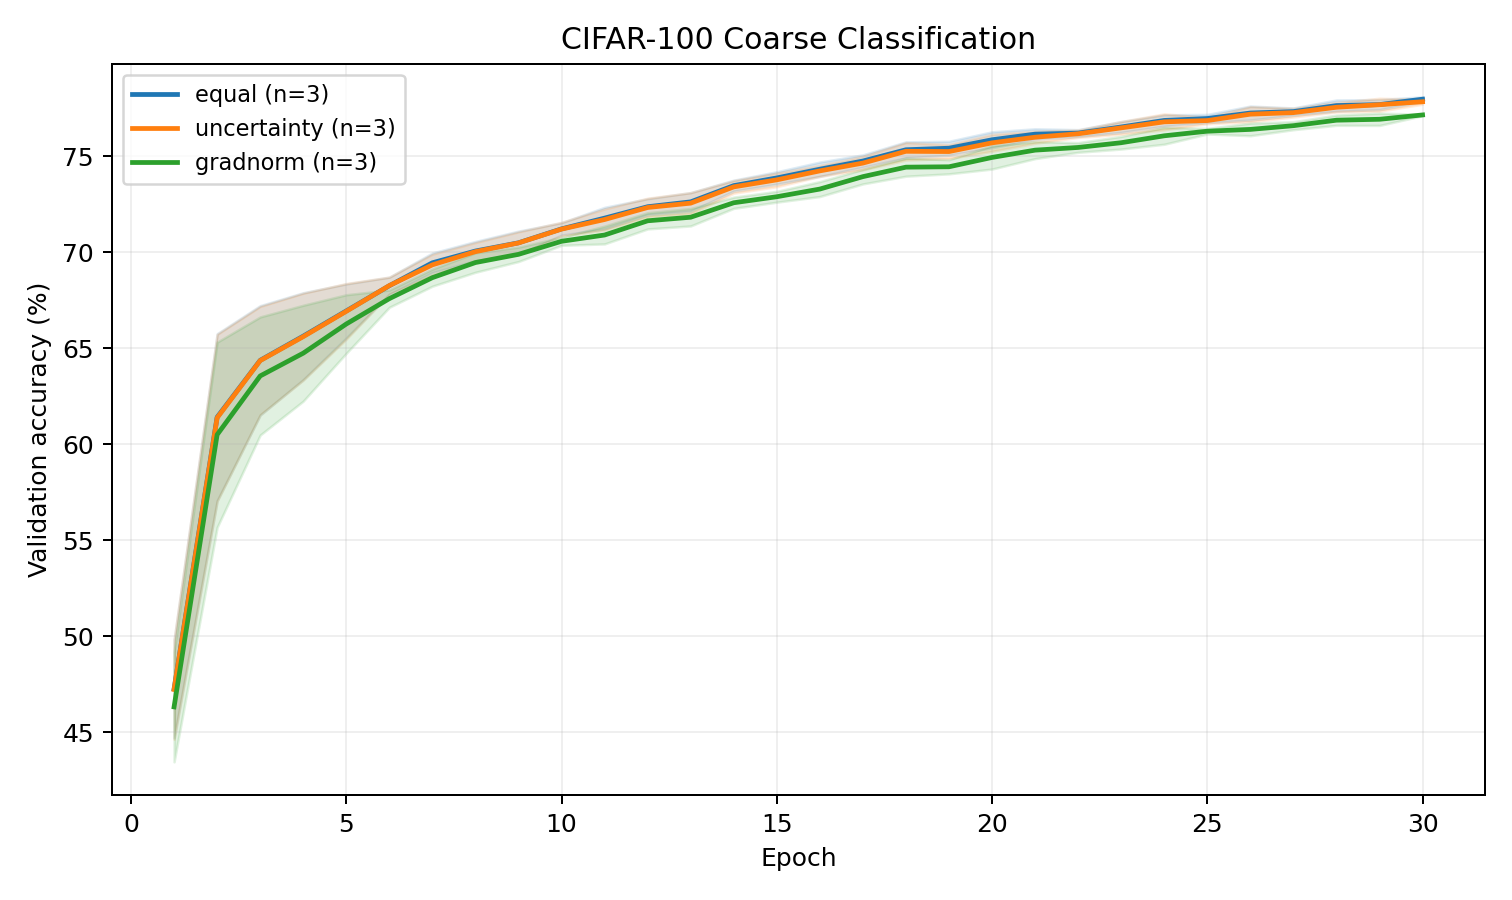 CIFAR-100 Coarse Classification
equal (n=3)
uncertainty (n=3)
gradnorm (n=3)
Validation accuracy (%)
75
70
65
60
55
50
45
0 5 10 15 20 25 30
Epoch